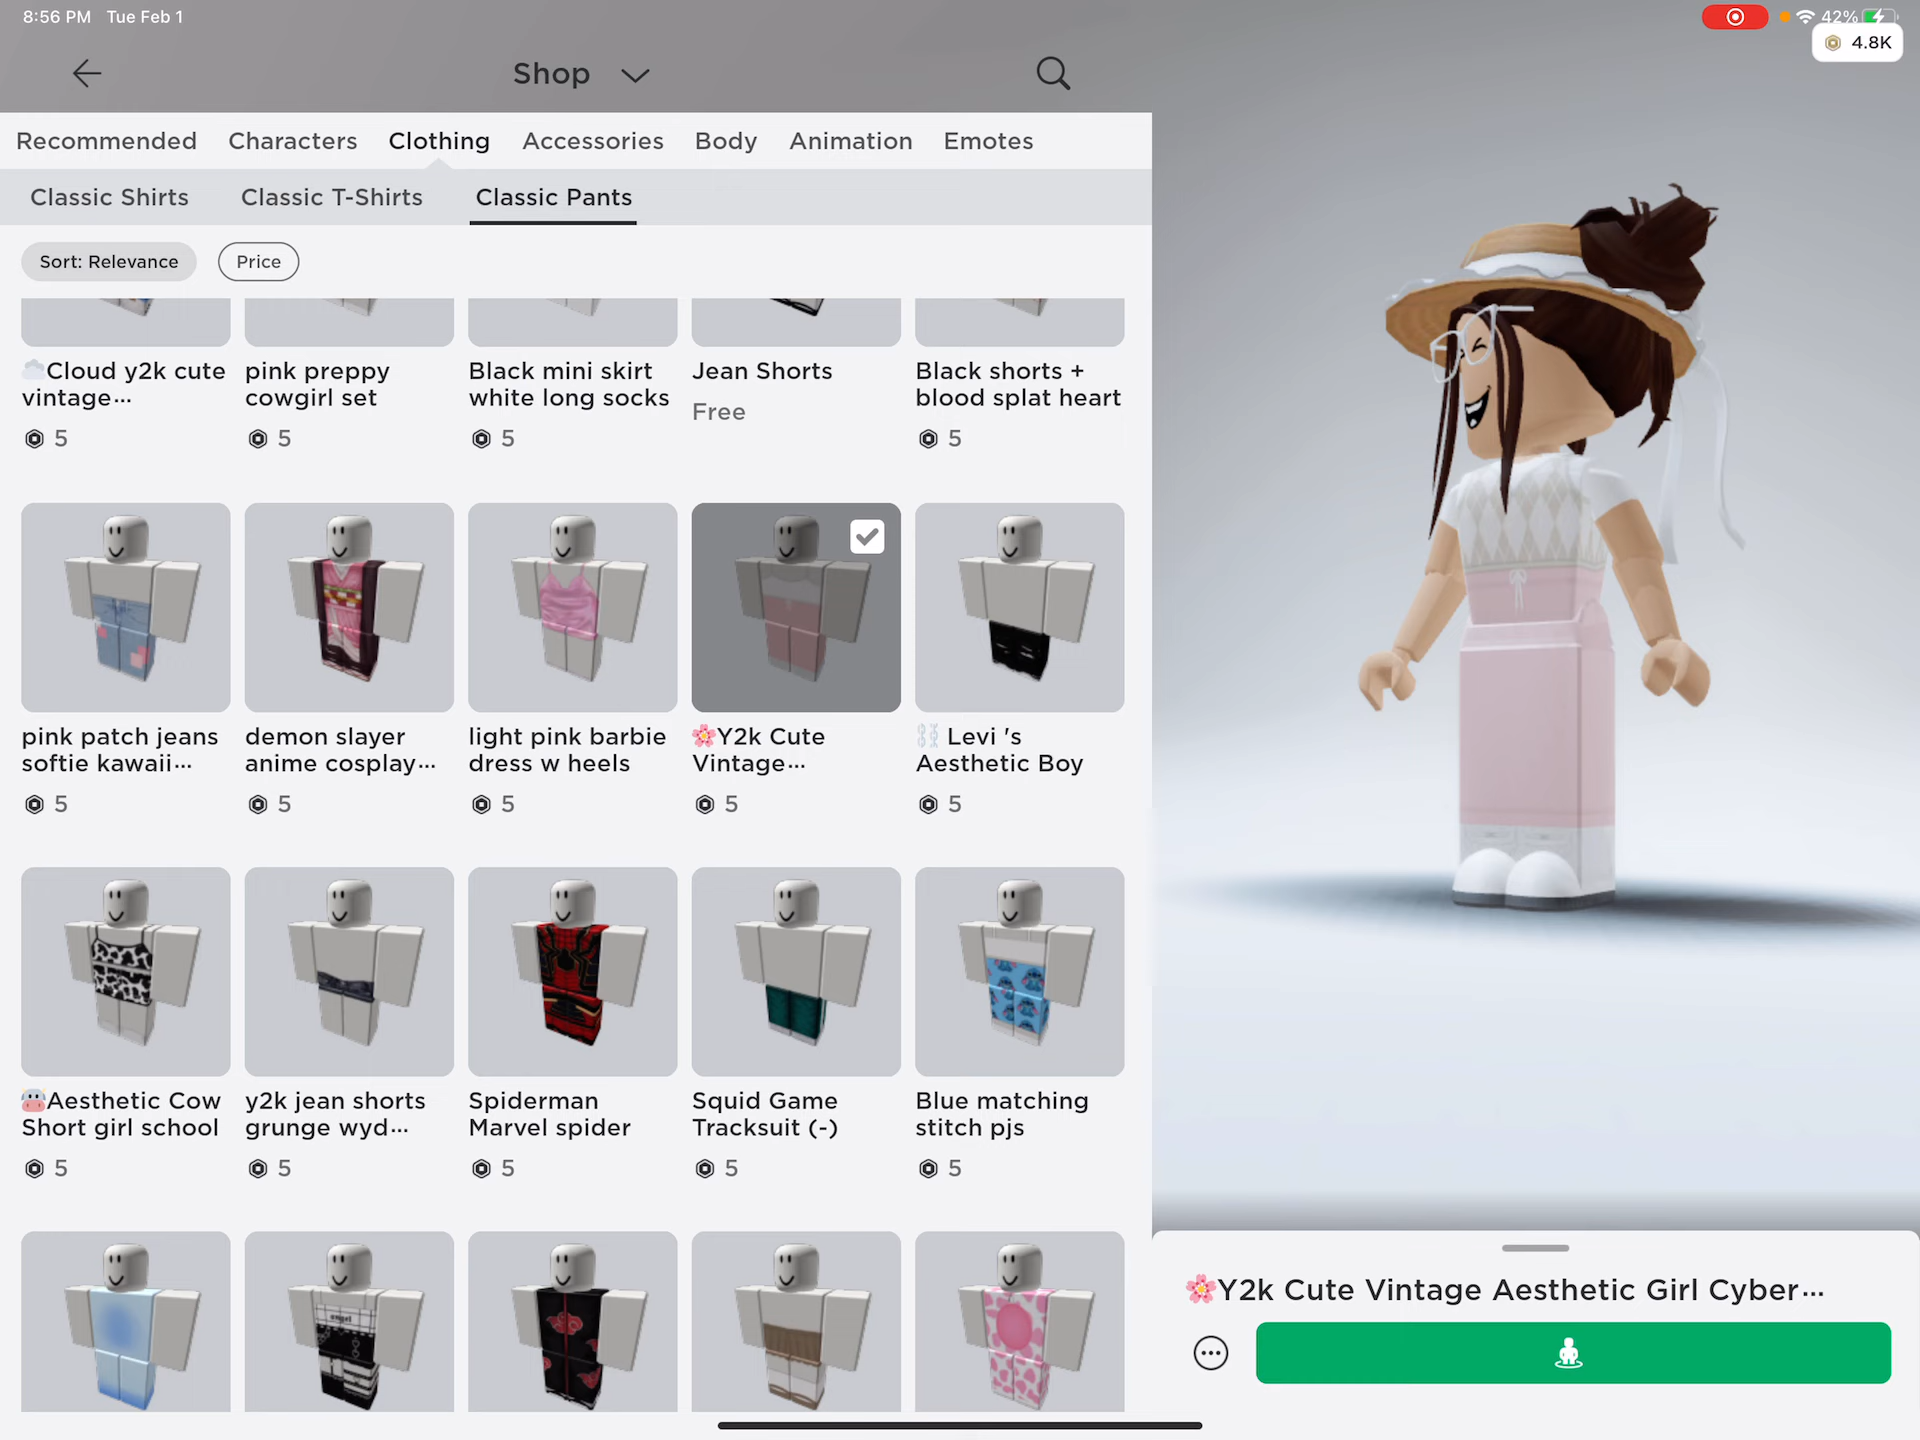 8:56 PM Tue Feb 1
42%
4.8K
Shop
Recommended Characters Clothing Accessories Body Animation Emotes
Classic Shirts Classic T-Shirts Classic Pants
Sort: Relevance Price
☁️Cloud y2k cute
vintage…
5
pink preppy
cowgirl set
5
Black mini skirt
white long socks
5
Jean Shorts
Free
Black shorts +
blood splat heart
5
pink patch jeans
softie kawaii…
5
demon slayer
anime cosplay…
5
light pink barbie
dress w heels
5
🌸Y2k Cute
Vintage…
5
⛓️ Levi 's
Aesthetic Boy
5
🐮Aesthetic Cow
Short girl school
5
y2k jean shorts
grunge wyd…
5
Spiderman
Marvel spider
5
Squid Game
Tracksuit (-)
5
Blue matching
stitch pjs
5
angel
🌸Y2k Cute Vintage Aesthetic Girl Cyber…